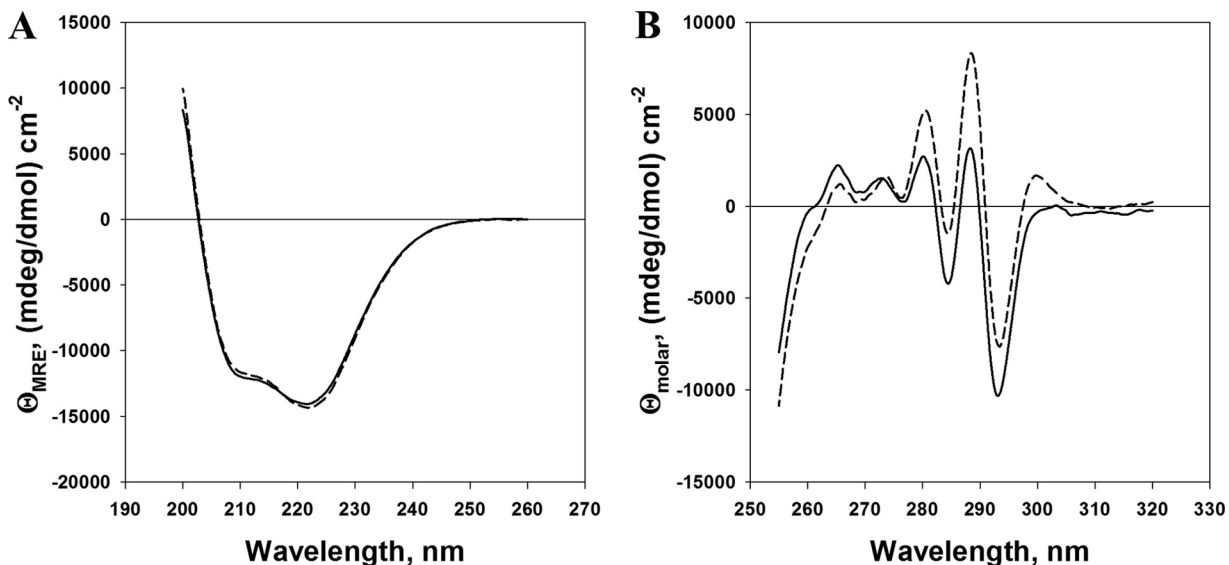 A
15000
10000
5000
0
-5000
-10000
-15000
-20000
Θ_MRE, (mdeg/dmol) cm⁻²
190 200 210 220 230 240 250 260 270
Wavelength, nm
B
10000
5000
0
-5000
-10000
-15000
Θ_molar, (mdeg/dmol) cm⁻²
250 260 270 280 290 300 310 320 330
Wavelength, nm